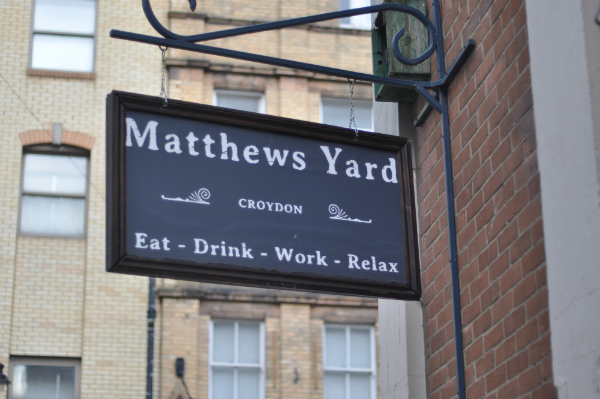 Matthews Yard
CROYDON
Eat - Drink - Work - Relax